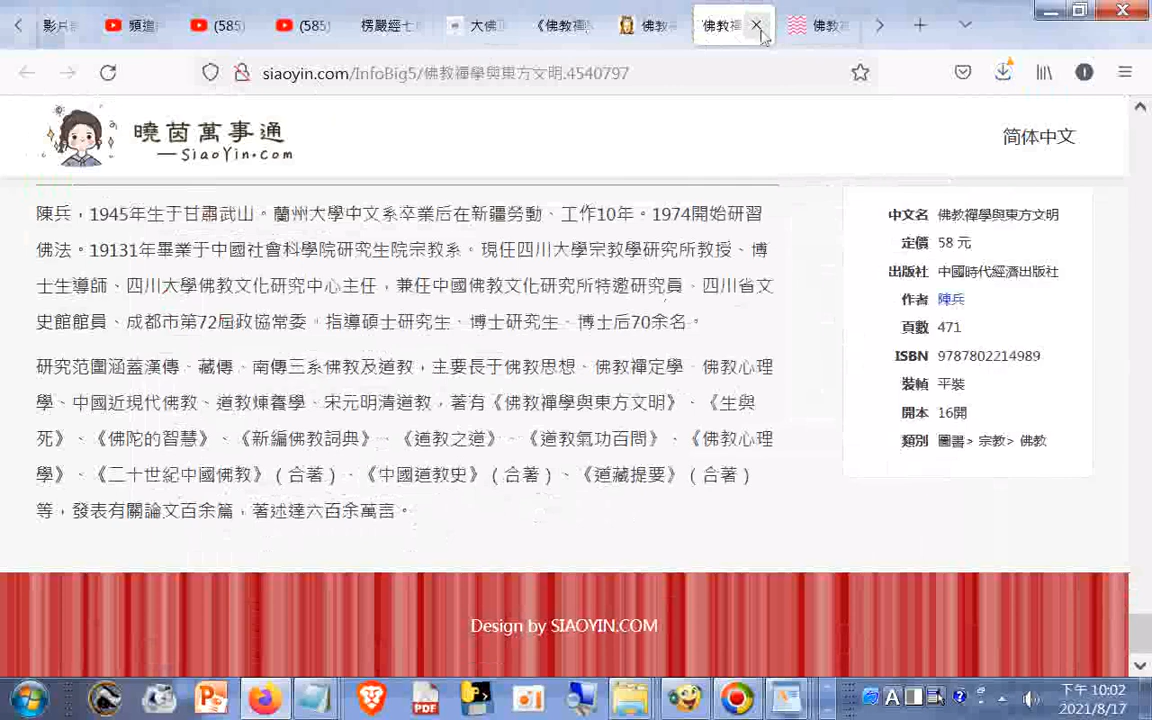 影片
頻道
(585)
(585)
楞嚴經七
大佛
《佛教禪
佛教
佛教禪
佛教
siaoyin.com/InfoBig5/佛教禪學與東方文明.4540797
曉茵萬事通
—SiaoYin.com
简体中文
陳兵，1945年生于甘肅武山。蘭州大學中文系卒業后在新疆勞動、工作10年。1974開始研習
佛法。19131年畢業于中國社會科學院研究生院宗教系。現任四川大學宗教學研究所教授、博
士生導師、四川大學佛教文化研究中心主任，兼任中國佛教文化研究所特邀研究員、四川省文
史館館員、成都市第72屆政協常委。指導碩士研究生、博士研究生、博士后70余名。
研究范圍涵蓋漢傳、藏傳、南傳三系佛教及道教，主要長于佛教思想、佛教禪定學、佛教心理
學、中國近現代佛教、道教煉養學、宋元明清道教，著有《佛教禪學與東方文明》、《生與
死》、《佛陀的智慧》、《新編佛教詞典》、《道教之道》、《道教氣功百問》、《佛教心理
學》、《二十世紀中國佛教》（合著）、《中國道教史》（合著）、《道藏提要》（合著）
等，發表有關論文百余篇，著述達六百余萬言。
中文名 佛教禪學與東方文明
定價 58 元
出版社 中國時代經濟出版社
作者 陳兵
頁數 471
ISBN 9787802214989
裝幀 平裝
開本 16開
類別 圖書> 宗教> 佛教
Design by SIAOYIN.COM
下午 10:02
2021/8/17